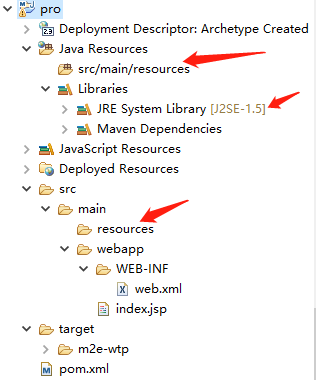 pro
Deployment Descriptor: Archetype Created
Java Resources
src/main/resources
Libraries
JRE System Library [J2SE-1.5]
Maven Dependencies
JavaScript Resources
Deployed Resources
src
main
resources
webapp
WEB-INF
web.xml
index.jsp
target
m2e-wtp
pom.xml